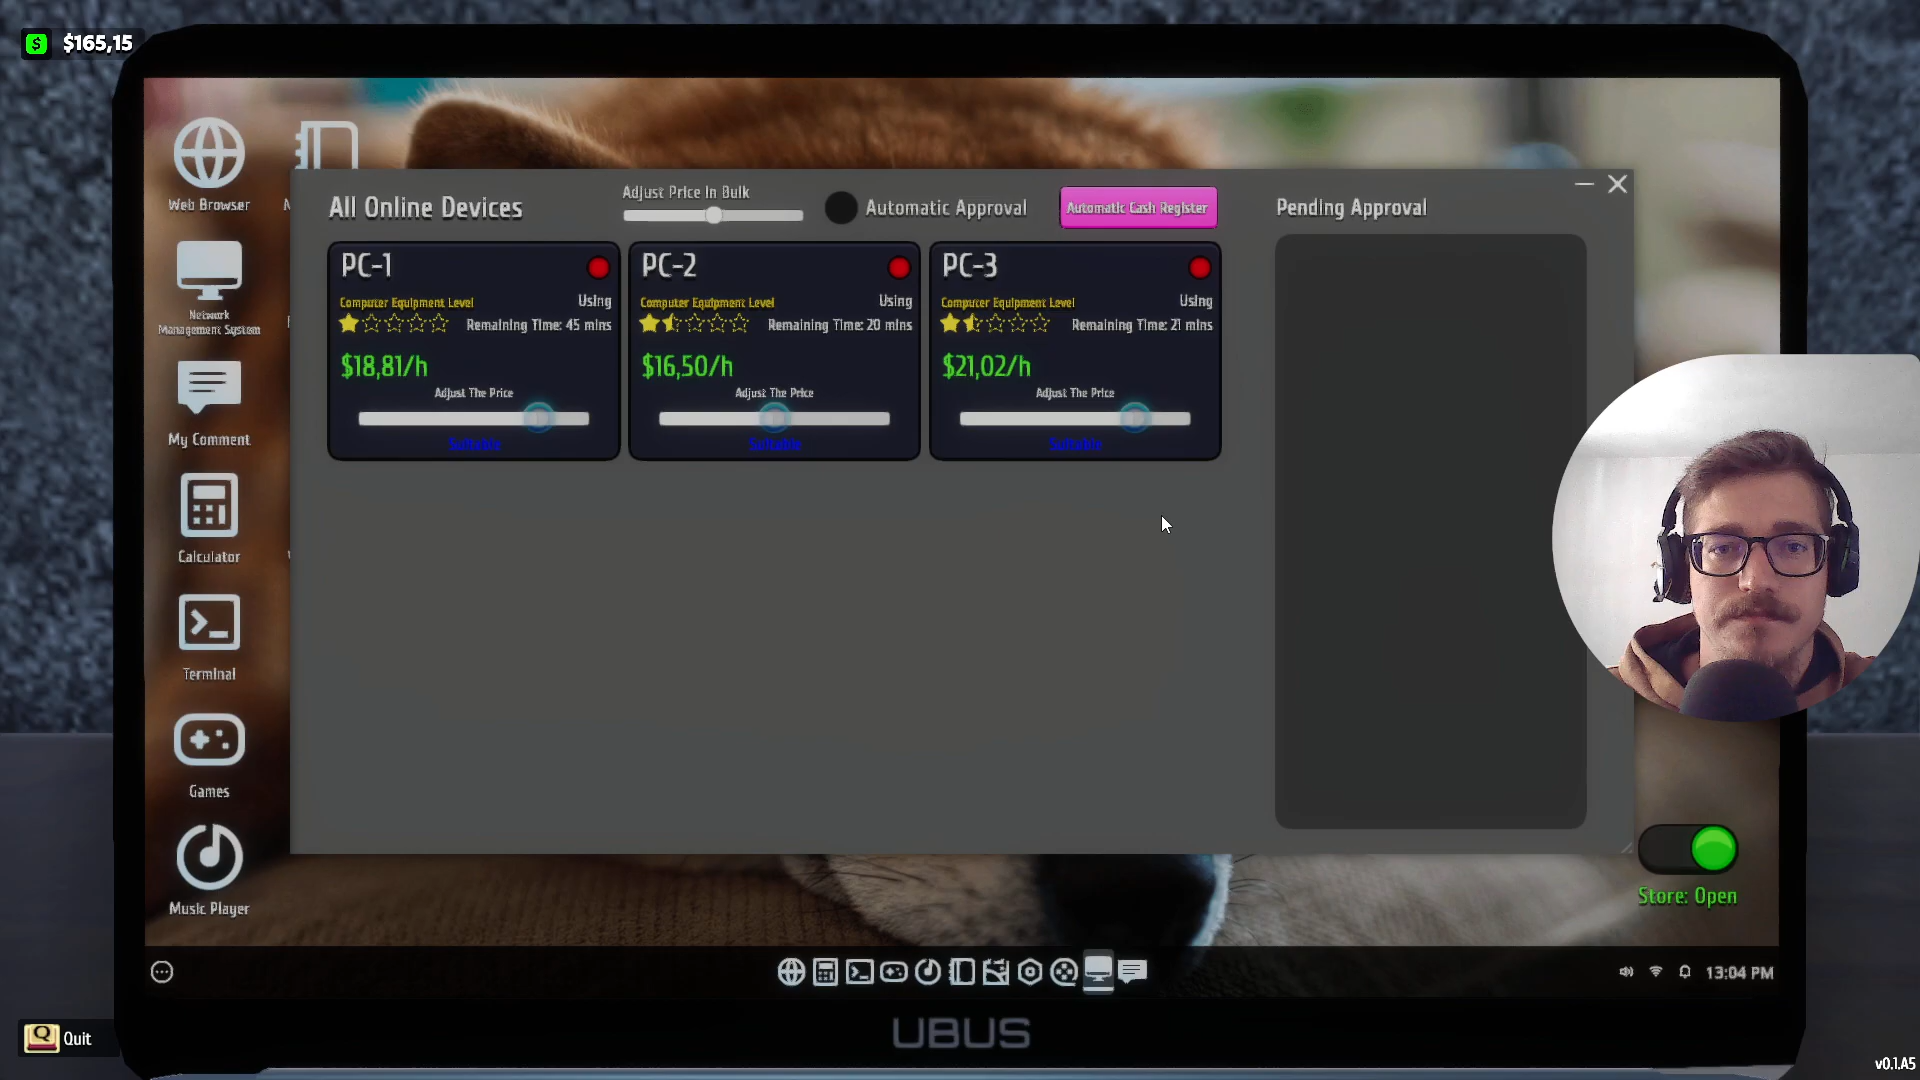 $165,15
Web Browser
Network
Management System
My Comment
Calculator
Terminal
Games
Music Player
All Online Devices
Adjust Price In Bulk
Automatic Approval
Automatic Cash Register
Pending Approval
PC-1
Computer Equipment Level
Using
Remaining Time: 45 mins
$18,81/h
Adjust The Price
Suitable
PC-2
Computer Equipment Level
Using
Remaining Time: 20 mins
$16,50/h
Adjust The Price
Suitable
PC-3
Computer Equipment Level
Using
Remaining Time: 21 mins
$21,02/h
Adjust The Price
Suitable
Store: Open
13:04 PM
UBUS
Q Quit
v0.1.A5